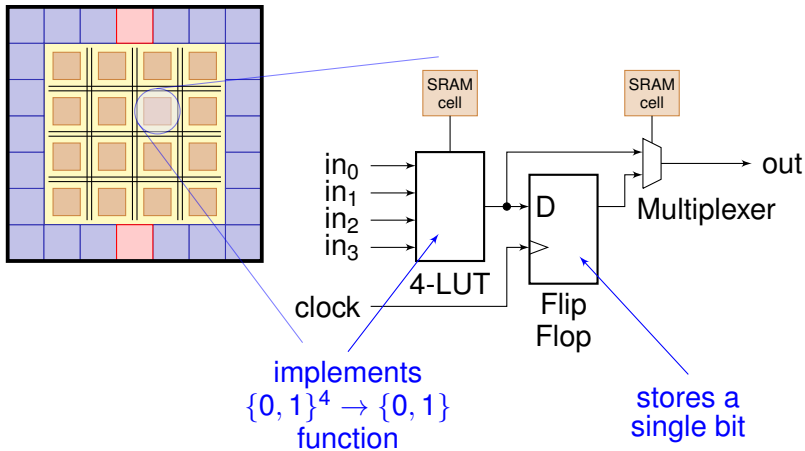 SRAM
cell
SRAM
cell
in0
in1
in2
in3
D
out
Multiplexer
4-LUT
clock
Flip
Flop
implements
{0, 1}⁴ → {0, 1}
function
stores a
single bit